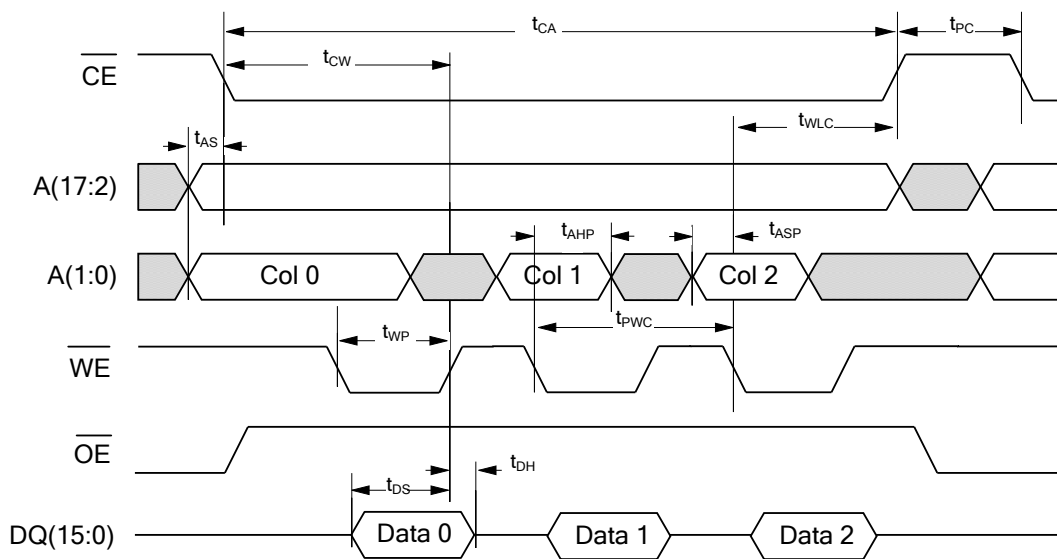 tCA
tPC
CE
tCW
tWLC
tAS
A(17:2)
tAHP
tASP
A(1:0)
Col 0
Col 1
Col 2
tWP
tPWC
WE
OE
tDS
tDH
DQ(15:0)
Data 0
Data 1
Data 2